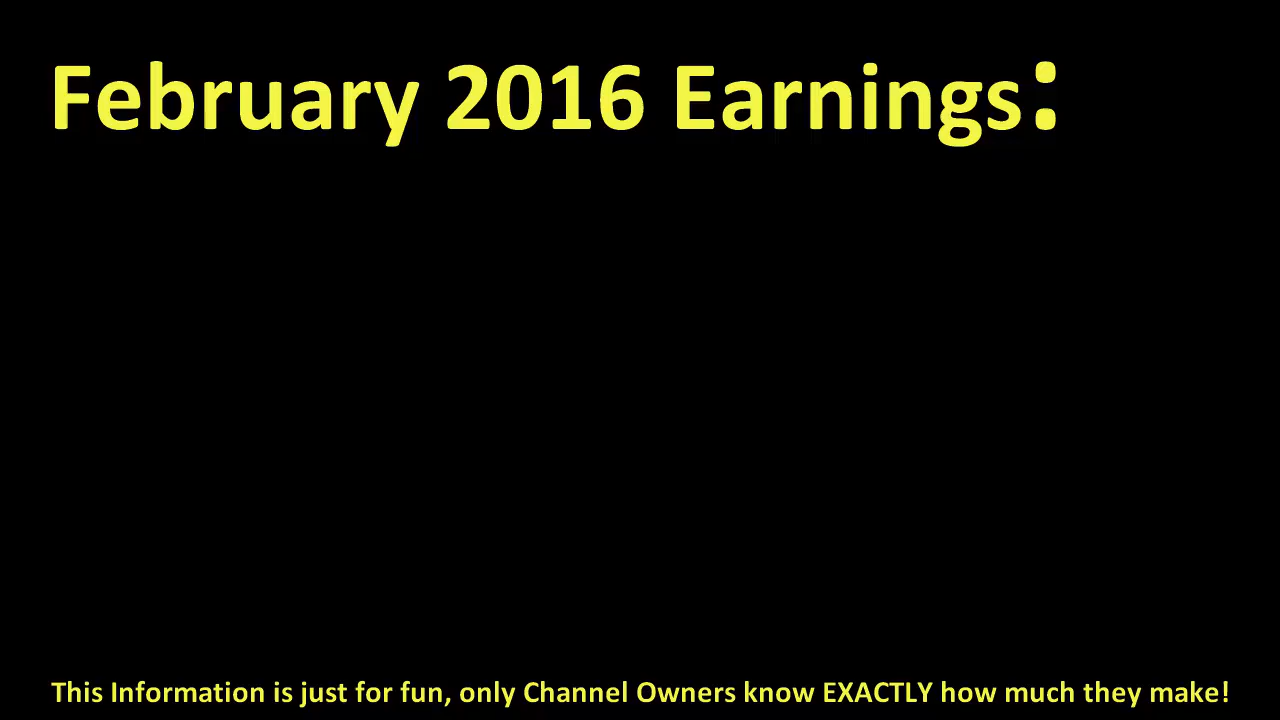 February 2016 Earnings:
This Information is just for fun, only Channel Owners know EXACTLY how much they make!